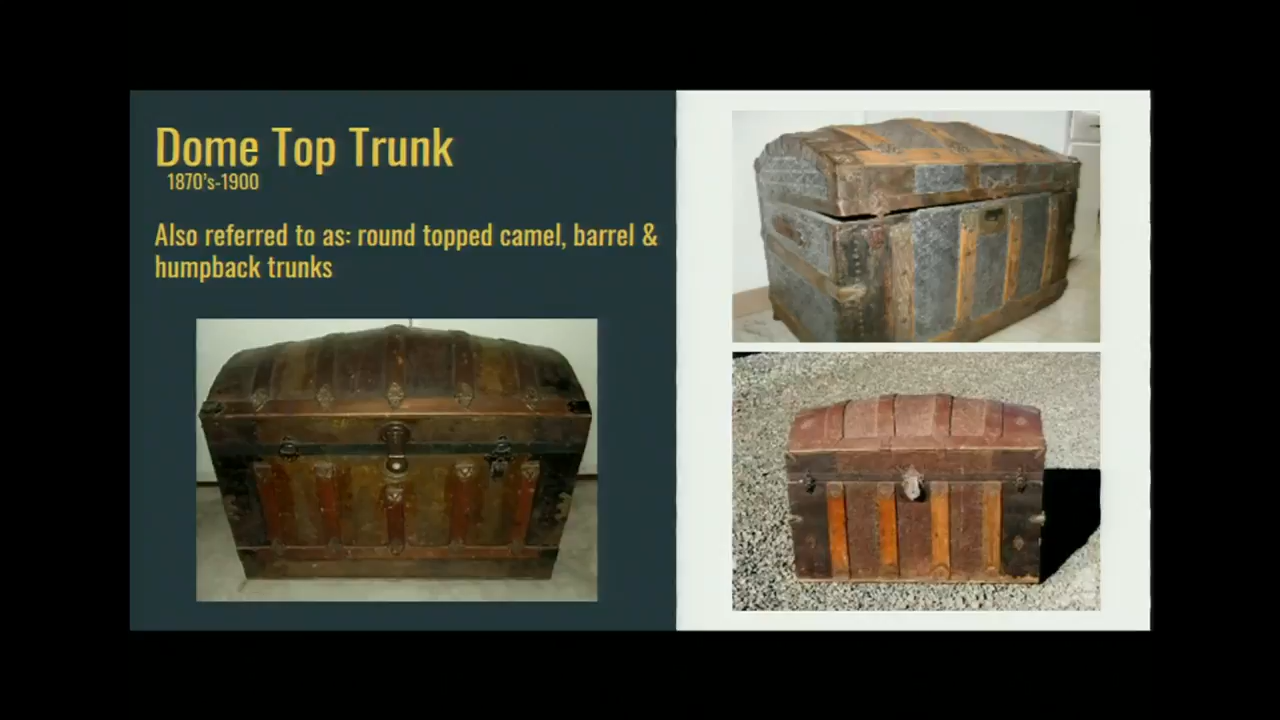 Dome Top Trunk
1870's-1900
Also referred to as: round topped camel, barrel &
humpback trunks